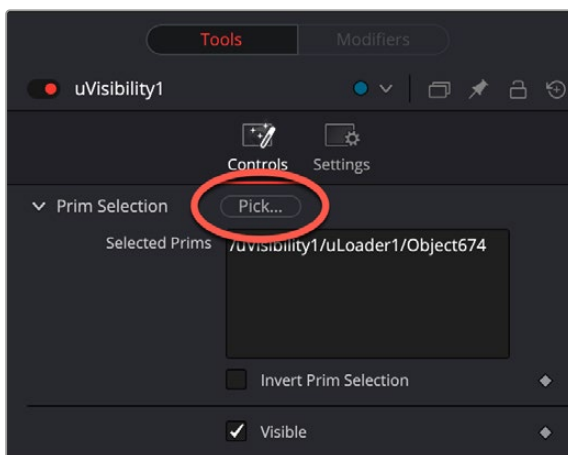 Tools Modifiers
uVisibility1
Controls Settings
Prim Selection Pick...
Selected Prims /uVisibility1/uLoader1/Object674
Invert Prim Selection
Visible